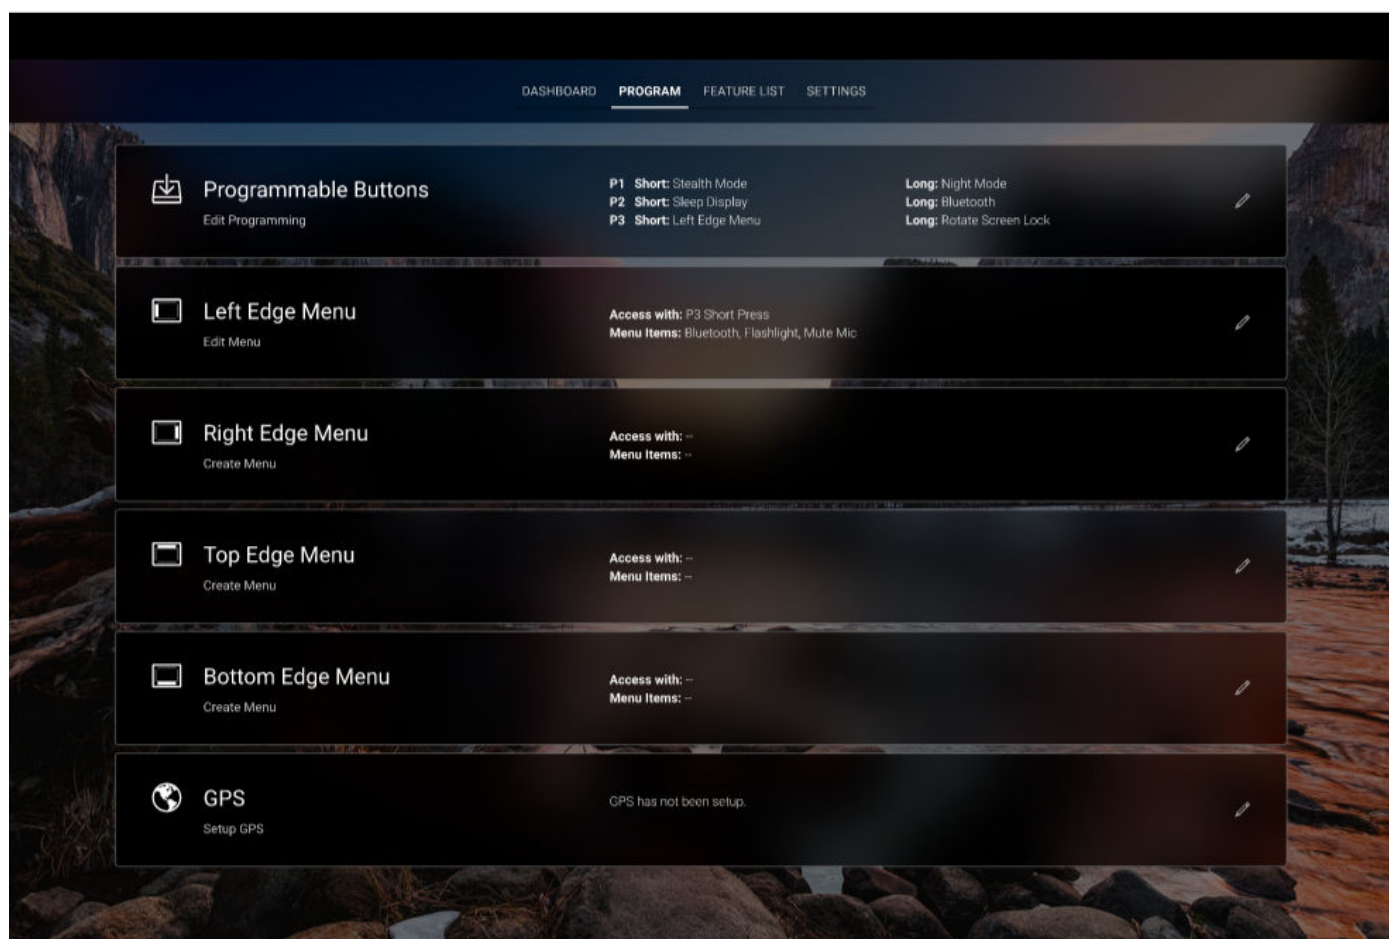 DASHBOARD PROGRAM FEATURE LIST SETTINGS
Programmable Buttons
Edit Programming
P1 Short: Stealth Mode Long: Night Mode
P2 Short: Sleep Display Long: Bluetooth
P3 Short: Left Edge Menu Long: Rotate Screen Lock
Left Edge Menu
Edit Menu
Access with: P3 Short Press
Menu Items: Bluetooth, Flashlight, Mute Mic
Right Edge Menu
Create Menu
Access with: --
Menu Items: --
Top Edge Menu
Create Menu
Access with: --
Menu Items: --
Bottom Edge Menu
Create Menu
Access with: --
Menu Items: --
GPS
Setup GPS
GPS has not been setup.